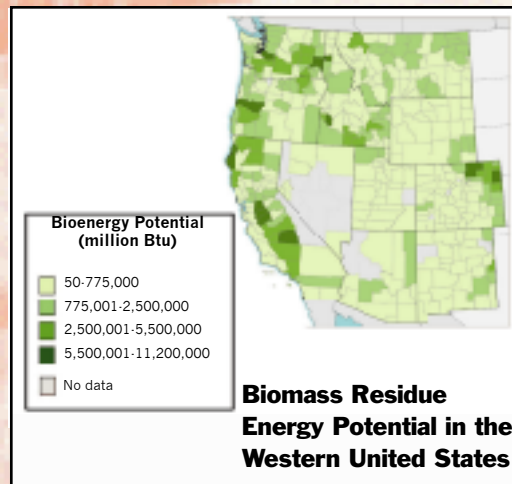 Bioenergy Potential
(million Btu)
50-775,000
775,001-2,500,000
2,500,001-5,500,000
5,500,001-11,200,000
No data
Biomass Residue
Energy Potential in the
Western United States